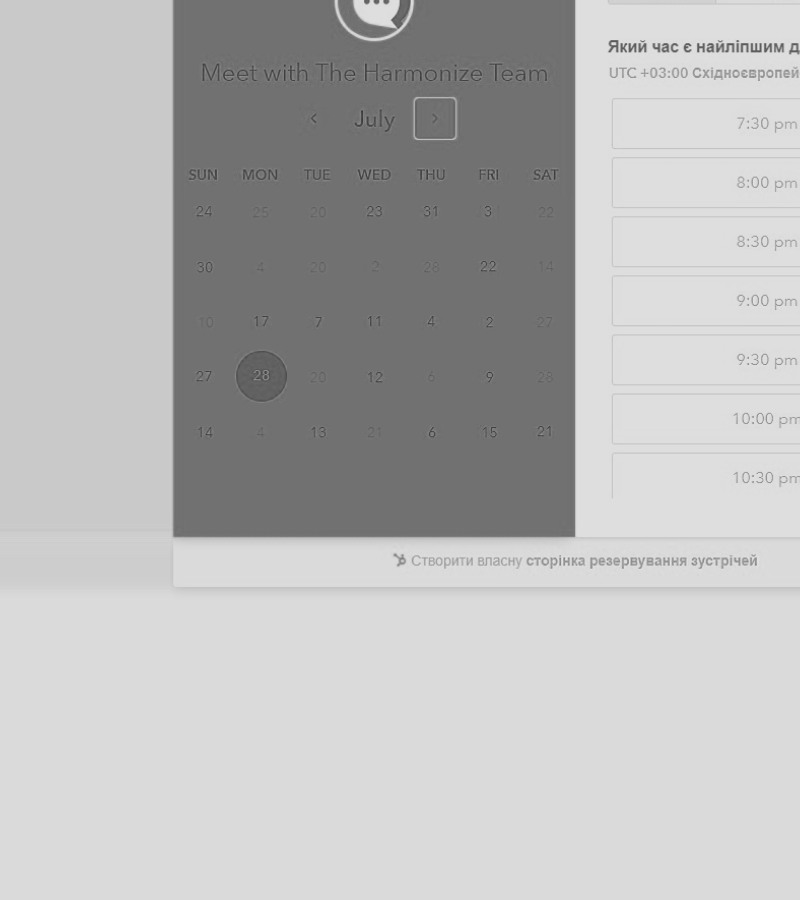 Meet with The Harmonize Team
July
SUN MON TUE WED THU FRI SAT
24 25 20 23 31 3 22
30 4 20 2 28 22 14
10 17 7 11 4 2 27
27 28 20 12 6 9 28
14 4 13 21 6 15 21
Який час є найліпшим д
UTC +03:00 Східноєвропей
7:30 pm
8:00 pm
8:30 pm
9:00 pm
9:30 pm
10:00 pm
10:30 pm
Створити власну сторінка резервування зустрічей